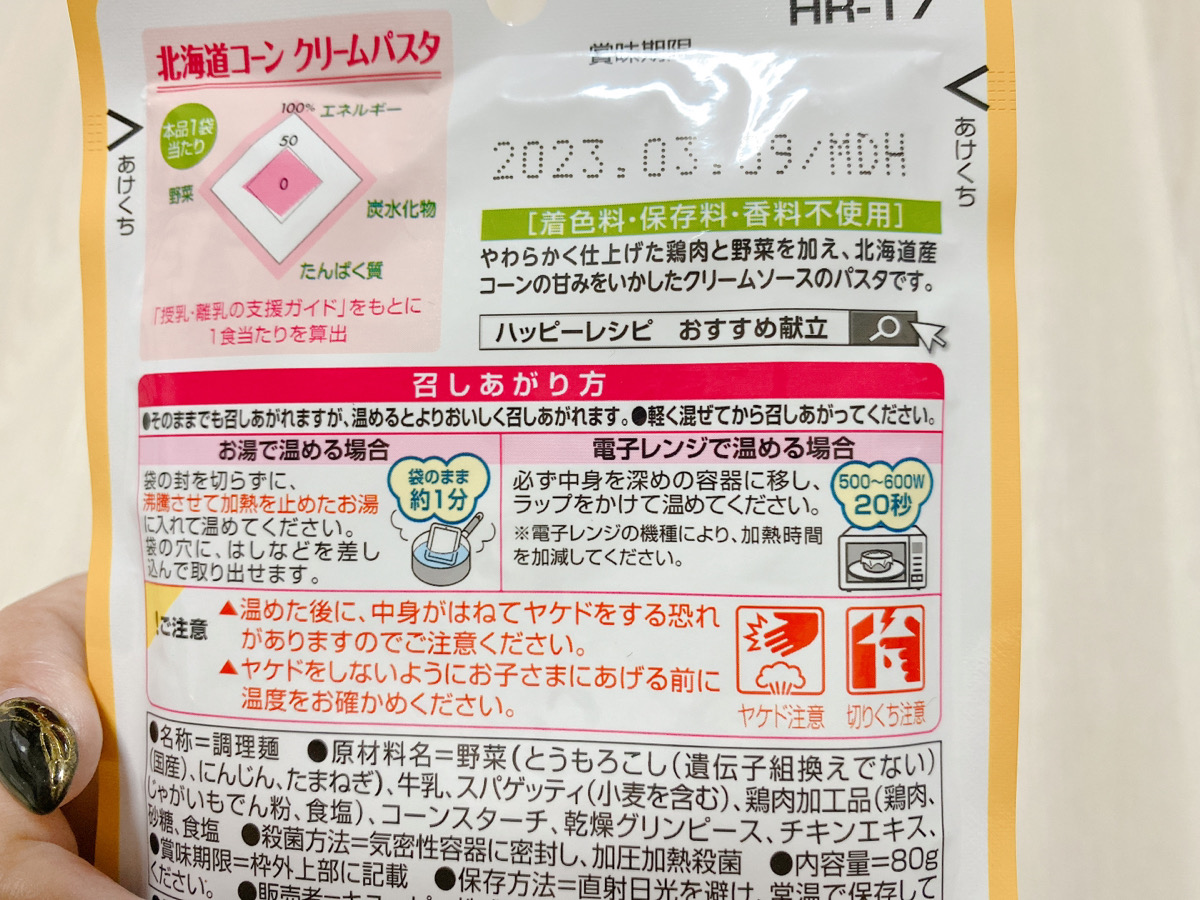 HR-17
賞味期限
北海道コーン クリームパスタ
2023.03.09/MDH
あけくち
あけくち
本品1袋
当たり
100% エネルギー
50
0
野菜
炭水化物
たんぱく質
「授乳・離乳の支援ガイド」をもとに
1食当たりを算出
[着色料・保存料・香料不使用]
やわらかく仕上げた鶏肉と野菜を加え、北海道産
コーンの甘みをいかしたクリームソースのパスタです。
ハッピーレシピ おすすめ献立
召しあがり方
●そのままでも召しあがれますが、温めるとよりおいしく召しあがれます。●軽く混ぜてから召しあがってください。
お湯で温める場合
袋の封を切らずに、
沸騰させて加熱を止めたお湯
に入れて温めてください。
袋の穴に、はしなどを差し
込んで取り出せます。
袋のまま
約1分
電子レンジで温める場合
必ず中身を深めの容器に移し、
ラップをかけて温めてください。
※電子レンジの機種により、加熱時間
を加減してください。
500~600W
20秒
!ご注意
▲温めた後に、中身がはねてヤケドをする恐れ
がありますのでご注意ください。
▲ヤケドをしないようにお子さまにあげる前に
温度をお確かめください。
ヤケド注意
切りくち注意
●名称=調理麺 ●原材料名=野菜(とうもろこし(遺伝子組換えでない)
(国産)、にんじん、たまねぎ)、牛乳、スパゲッティ(小麦を含む)、鶏肉加工品(鶏肉、
じゃがいもでん粉、食塩)、コーンスターチ、乾燥グリンピース、チキンエキス、
砂糖、食塩 ●殺菌方法=気密性容器に密封し、加圧加熱殺菌 ●内容量=80g
●賞味期限=枠外上部に記載 ●保存方法=直射日光を避け、常温で保存して
ください。 ●販売者=キユーピー